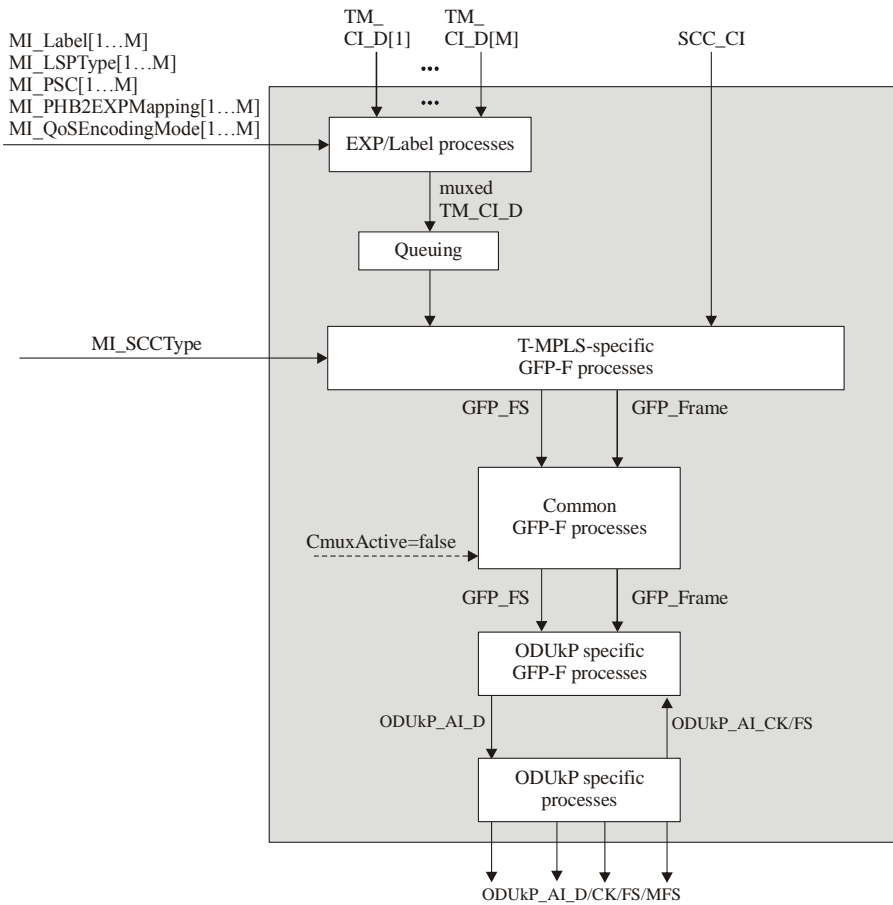 MI_Label[1…M]
MI_LSPType[1…M]
MI_PSC[1…M]
MI_PHB2EXPMapping[1…M]
MI_QoSEncodingMode[1…M]
TM_
CI_D[1]
...
TM_
CI_D[M]
SCC_CI
...
EXP/Label processes
muxed
TM_CI_D
Queuing
MI_SCCType
T-MPLS-specific
GFP-F processes
GFP_FS
GFP_Frame
Common
GFP-F processes
CmuxActive=false
GFP_FS
GFP_Frame
ODUkP specific
GFP-F processes
ODUkP_AI_D
ODUkP_AI_CK/FS
ODUkP specific
processes
ODUkP_AI_D/CK/FS/MFS